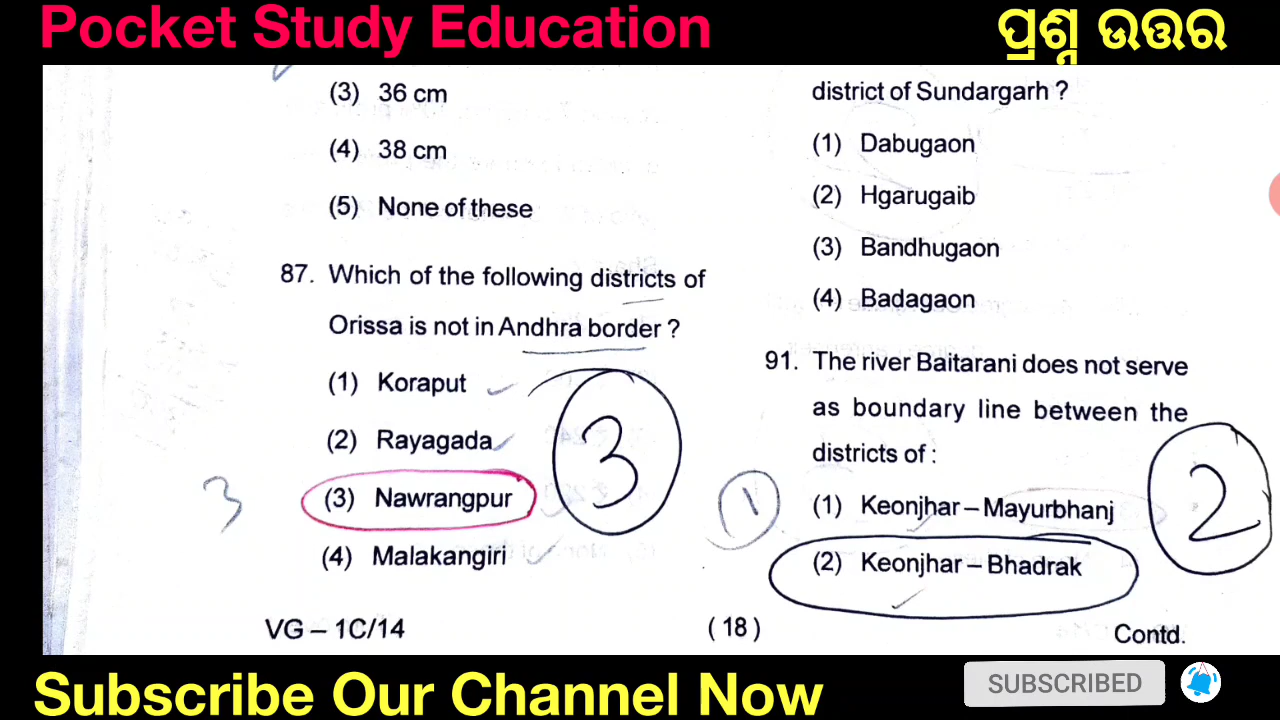 Pocket Study Education
ପ୍ରଶ୍ନ ଉତ୍ତର
(3) 36 cm
(4) 38 cm
(5) None of these
87. Which of the following districts of
Orissa is not in Andhra border ?
(1) Koraput
(2) Rayagada
(3) Nawrangpur
(4) Malakangiri
3
3
VG – 1C/14
(18)
district of Sundargarh ?
(1) Dabugaon
(2) Hgarugaib
(3) Bandhugaon
(4) Badagaon
91. The river Baitarani does not serve
as boundary line between the
districts of :
(1) Keonjhar – Mayurbhanj
(2) Keonjhar – Bhadrak
1
2
Contd.
Subscribe Our Channel Now
SUBSCRIBED